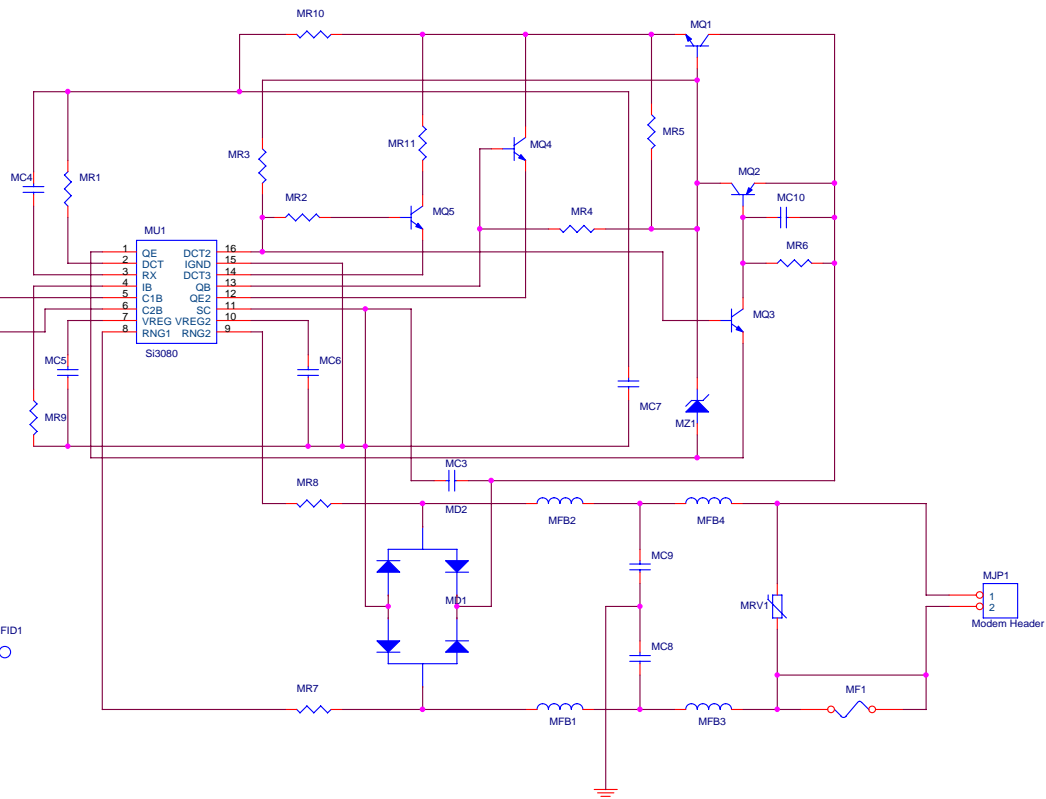 MR10
MQ1
MR11
MQ4
MR5
MR3
MC4
MR1
MQ2
MR2
MC10
MQ5
MR4
MU1
MR6
1 QE DCT2 16
2 DCT IGND 15
3 RX DCT3 14
4 IB QB 13
5 C1B QE2 12
6 C2B SC 11
7 VREG VREG2 10
8 RNG1 RNG2 9
Si3080
MQ3
MC5
MC6
MC7
MR9
MZ1
MC3
MR8
MD2
MFB2
MFB4
MC9
MJP1
MD1
MRV1
1
2
Modem Header
FID1
MC8
MR7
MF1
MFB1
MFB3